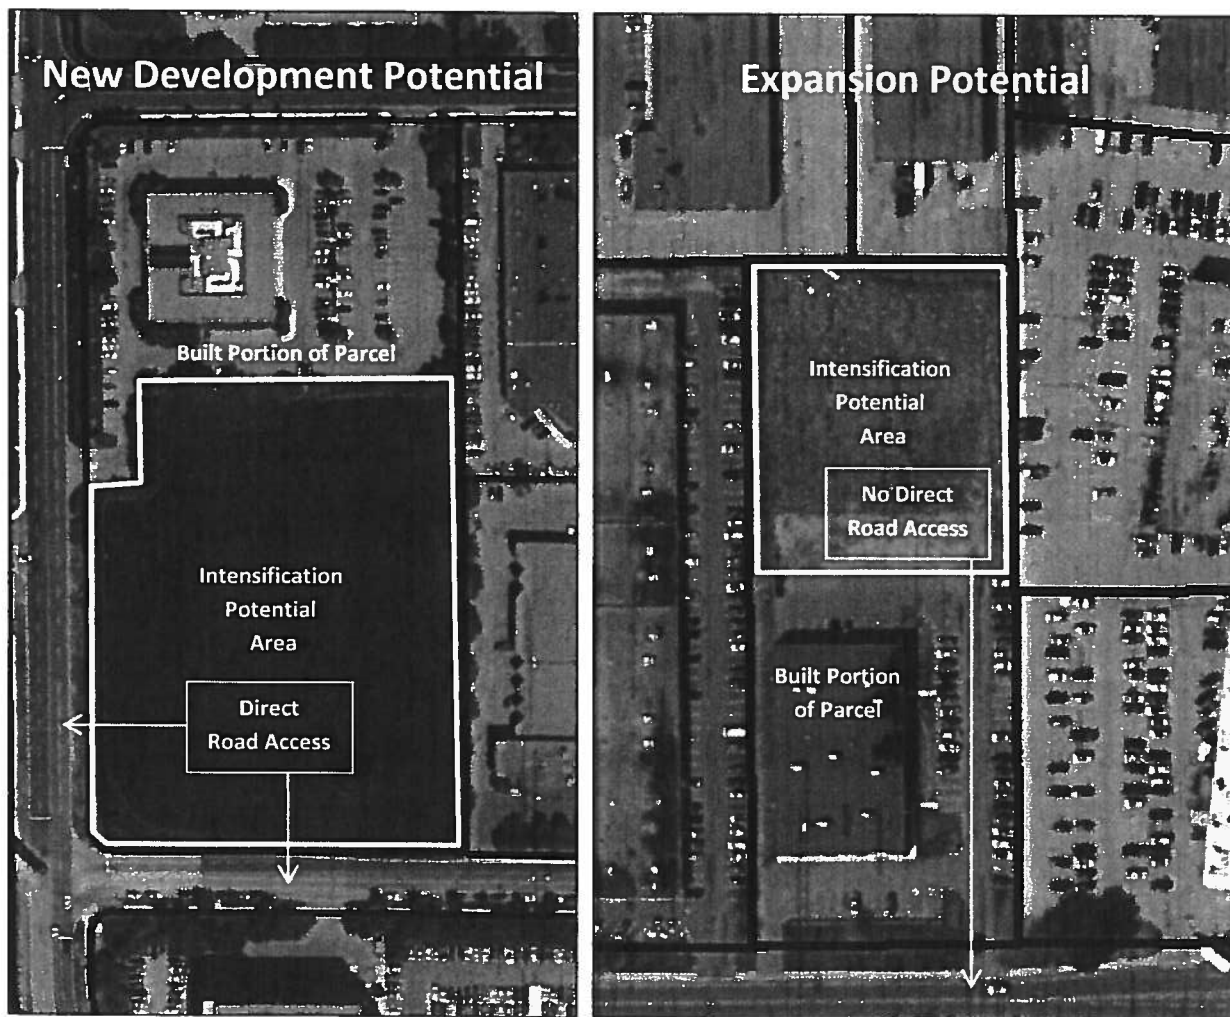 New Development Potential
Built Portion of Parcel
Intensification
Potential
Area
Direct
Road Access
Expansion Potential
Intensification
Potential
Area
No Direct
Road Access
Built Portion
of Parcel